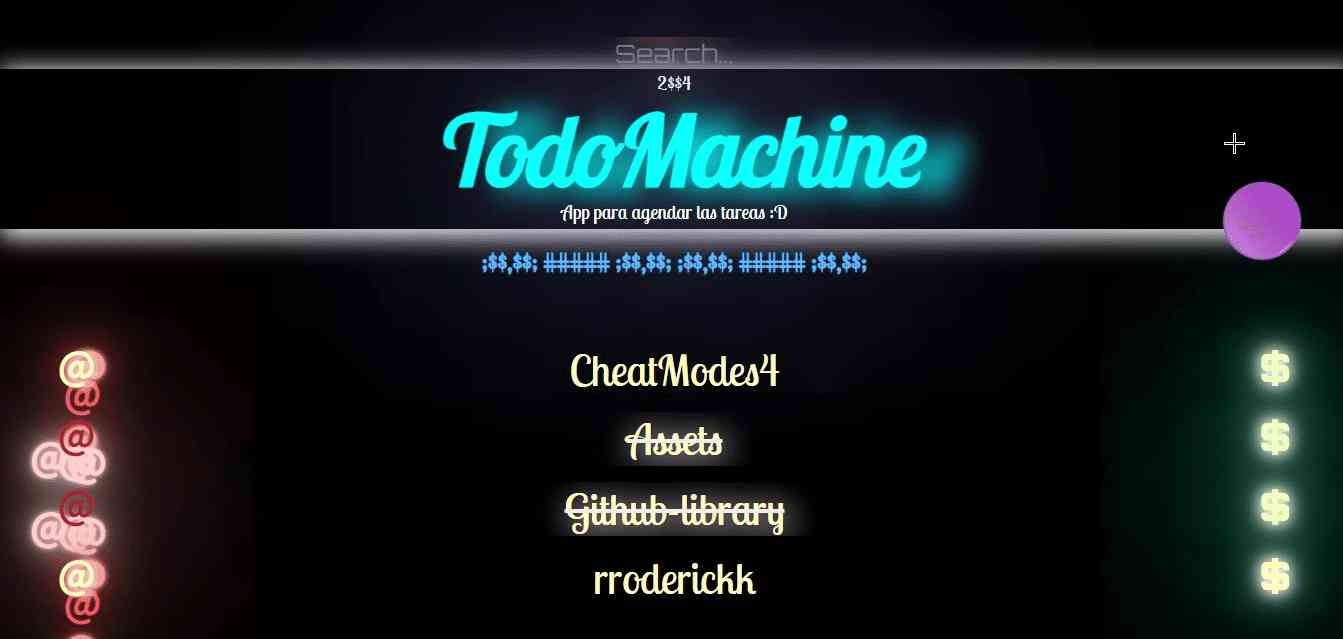 Search...
2$$4
TodoMachine
App para agendar las tareas :D
;$$,$$; ##### ;$$,$$; ;$$,$$; ##### ;$$,$$;
@ CheatModes4 $
@
@ Assets $
@ @
@ Github-library $
@ @
@ rroderickk $
@